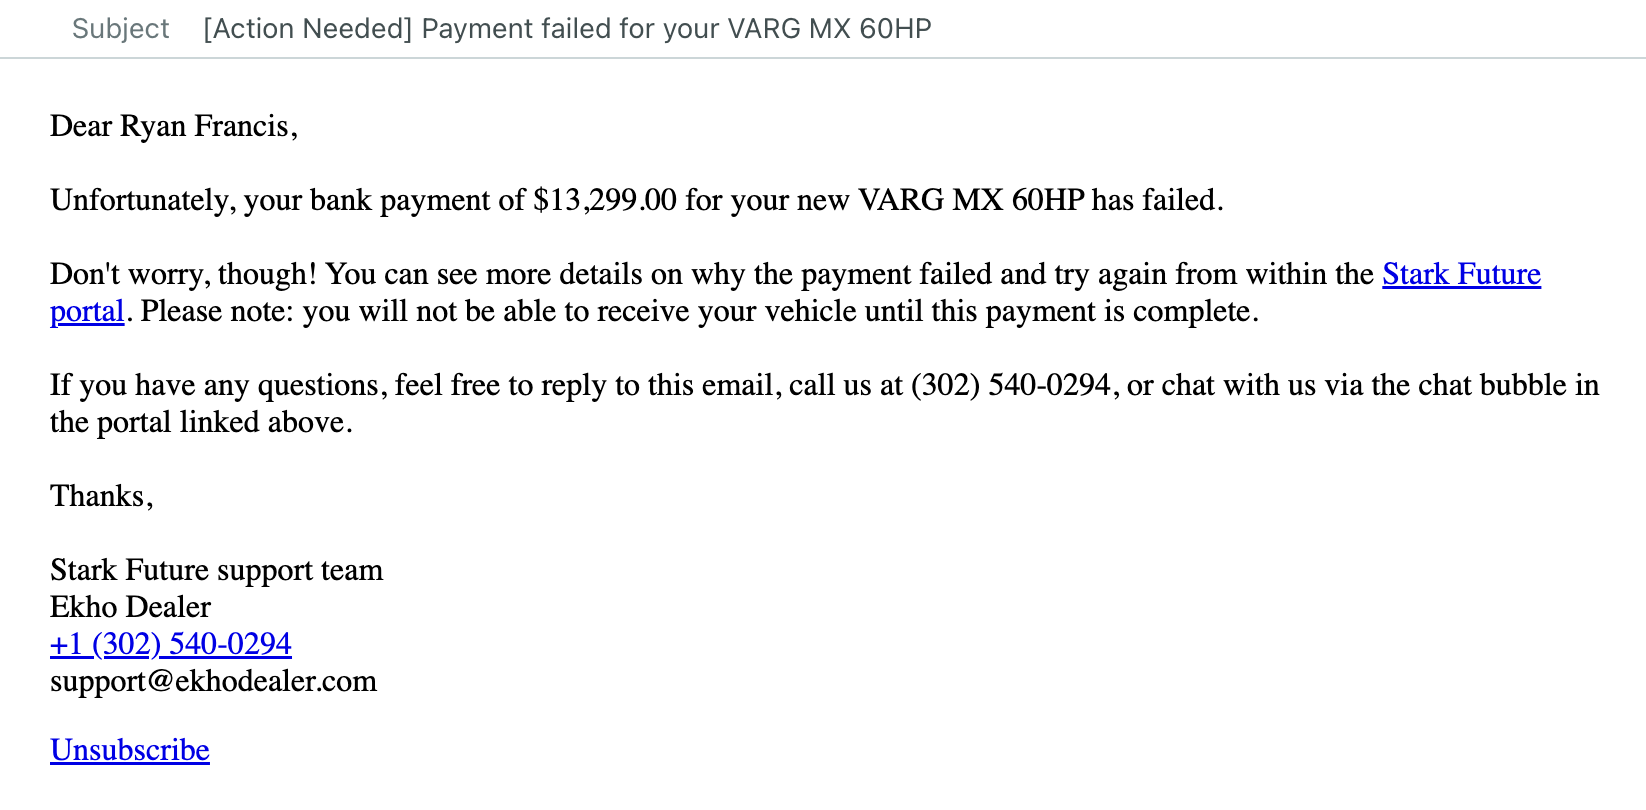 Subject [Action Needed] Payment failed for your VARG MX 60HP
Dear Ryan Francis,
Unfortunately, your bank payment of $13,299.00 for your new VARG MX 60HP has failed.
Don't worry, though! You can see more details on why the payment failed and try again from within the Stark Future
portal. Please note: you will not be able to receive your vehicle until this payment is complete.
If you have any questions, feel free to reply to this email, call us at (302) 540-0294, or chat with us via the chat bubble in
the portal linked above.
Thanks,
Stark Future support team
Ekho Dealer
+1 (302) 540-0294
support@ekhodealer.com
Unsubscribe